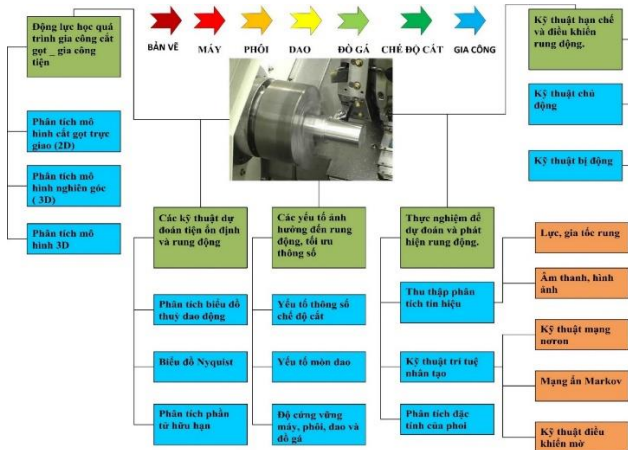 Động lực học quá
trình gia công cắt
gọt _ gia công
tiện
BẢN VẼ
MÁY
PHÔI
DAO
ĐỒ GÁ
CHẾ ĐỘ CẮT
GIA CÔNG
Kỹ thuật hạn chế
và điều khiển
rung động.
Phân tích mô
hình cắt gọt trực
giao (2D)
Phân tích mô
hình nghiên góc
( 3D)
Phân tích mô
hình 3D
Kỹ thuật chủ
động
Kỹ thuật bị động
Các kỹ thuật dự
đoán tiện ổn định
và rung động
Phân tích biểu đồ
thuỳ dao động
Biểu đồ Nyquist
Phân tích phần
tử hữu hạn
Các yếu tố ảnh
hưởng đến rung
động, tối ưu
thông số
Yếu tố thông số
chế độ cắt
Yếu tố mòn dao
Độ cứng vững
máy, phôi, dao và
đồ gá
Thực nghiệm để
dự đoán và phát
hiện rung động.
Thu thập phân
tích tín hiệu
Kỹ thuật trí tuệ
nhân tạo
Phân tích đặc
tính của phoi
Lực, gia tốc rung
Âm thanh, hình
ảnh
Kỹ thuật mạng
nơron
Mạng ẩn Markov
Kỹ thuật điều
khiển mờ